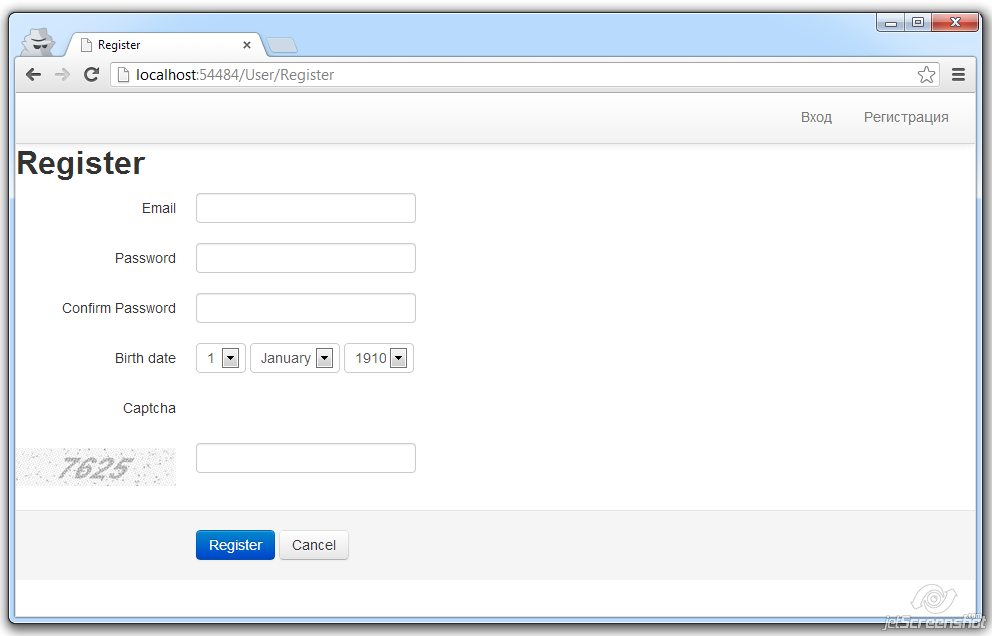 Register
localhost:54484/User/Register
Вход Регистрация
Register
Email
Password
Confirm Password
Birth date 1 January 1910
Captcha
7625
Register Cancel
jetScreenshot.com